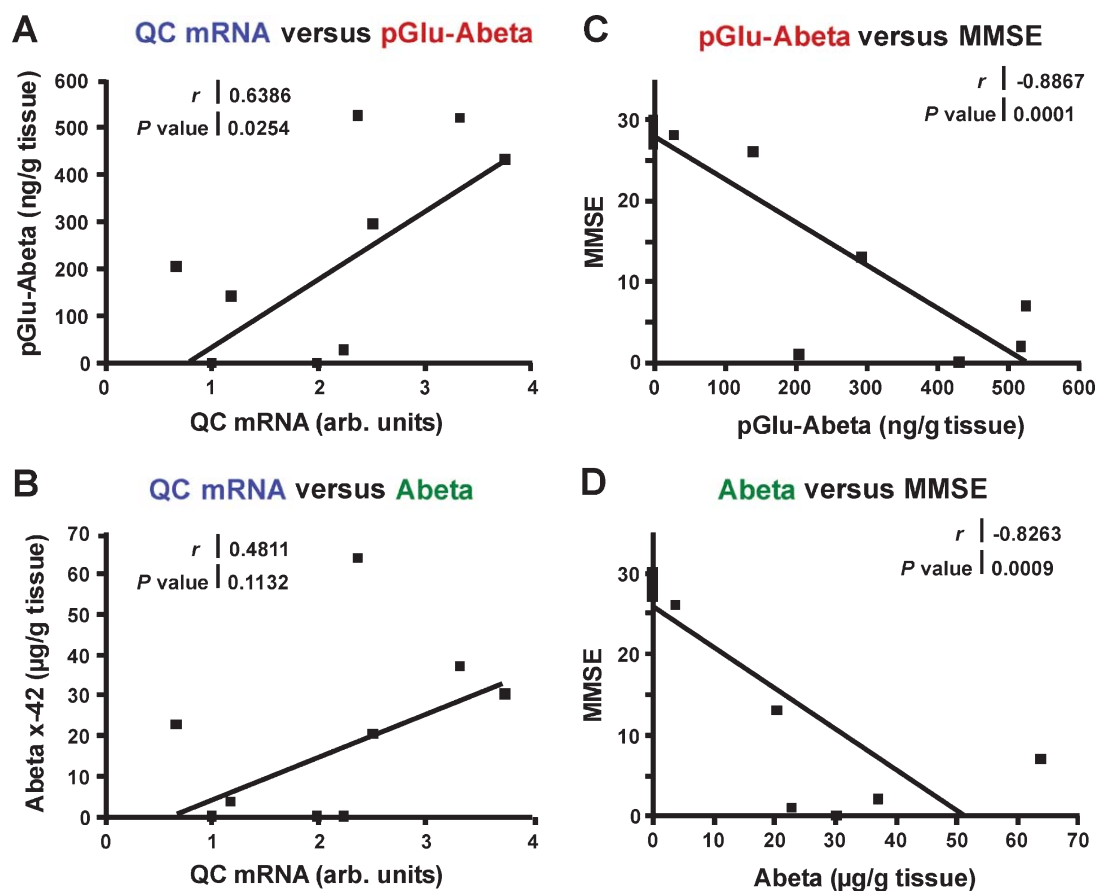 A
QC mRNA versus pGlu-Abeta
r 0.6386
P value 0.0254
pGlu-Abeta (ng/g tissue)
600
500
400
300
200
100
0
0 1 2 3 4
QC mRNA (arb. units)
C
pGlu-Abeta versus MMSE
r -0.8867
P value 0.0001
MMSE
30
20
10
0
0 100 200 300 400 500 600
pGlu-Abeta (ng/g tissue)
B
QC mRNA versus Abeta
r 0.4811
P value 0.1132
Abeta x-42 (µg/g tissue)
70
60
50
40
30
20
10
0
0 1 2 3 4
QC mRNA (arb. units)
D
Abeta versus MMSE
r -0.8263
P value 0.0009
MMSE
30
20
10
0
0 10 20 30 40 50 60 70
Abeta (µg/g tissue)